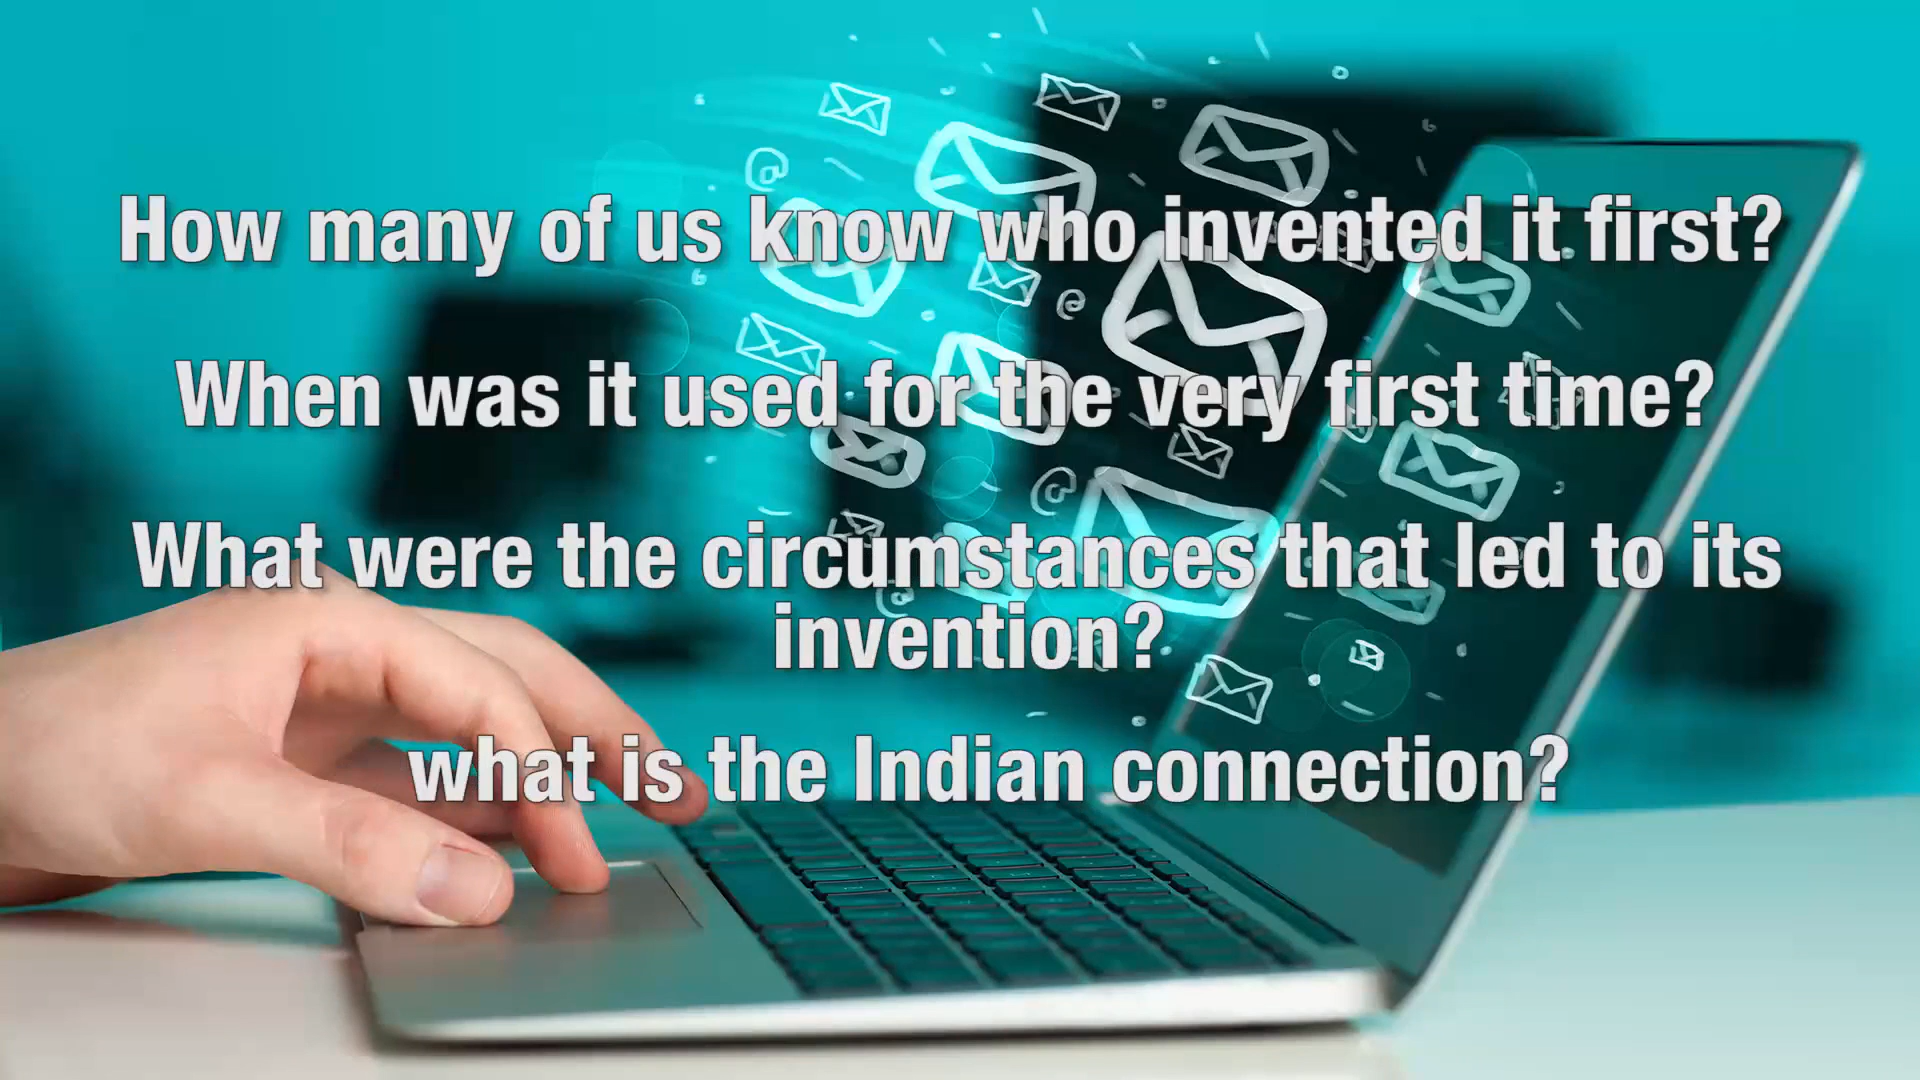 How many of us know who invented it first?
When was it used for the very first time?
What were the circumstances that led to its
invention?
what is the Indian connection?